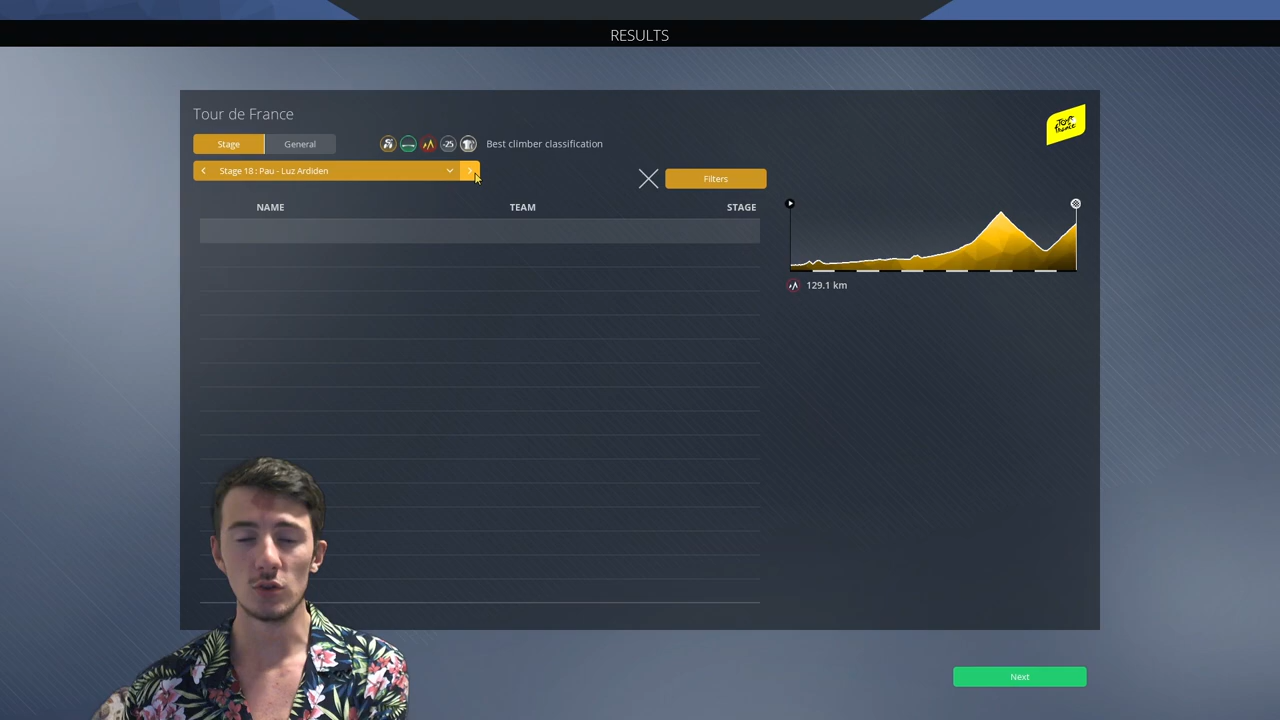 RESULTS
Tour de France
Stage
General
-25
Best climber classification
Stage 18 : Pau - Luz Ardiden
Filters
NAME
TEAM
STAGE
129.1 km
Next